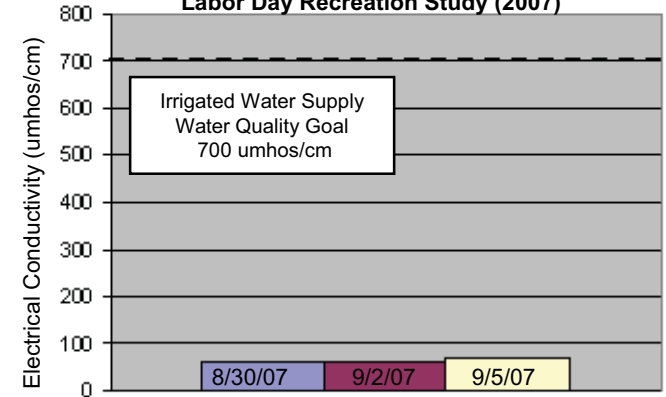 Labor Day Recreation Study (2007)
800
700
600
500
400
300
200
100
0
Electrical Conductivity (umhos/cm)
Irrigated Water Supply
Water Quality Goal
700 umhos/cm
8/30/07
9/2/07
9/5/07